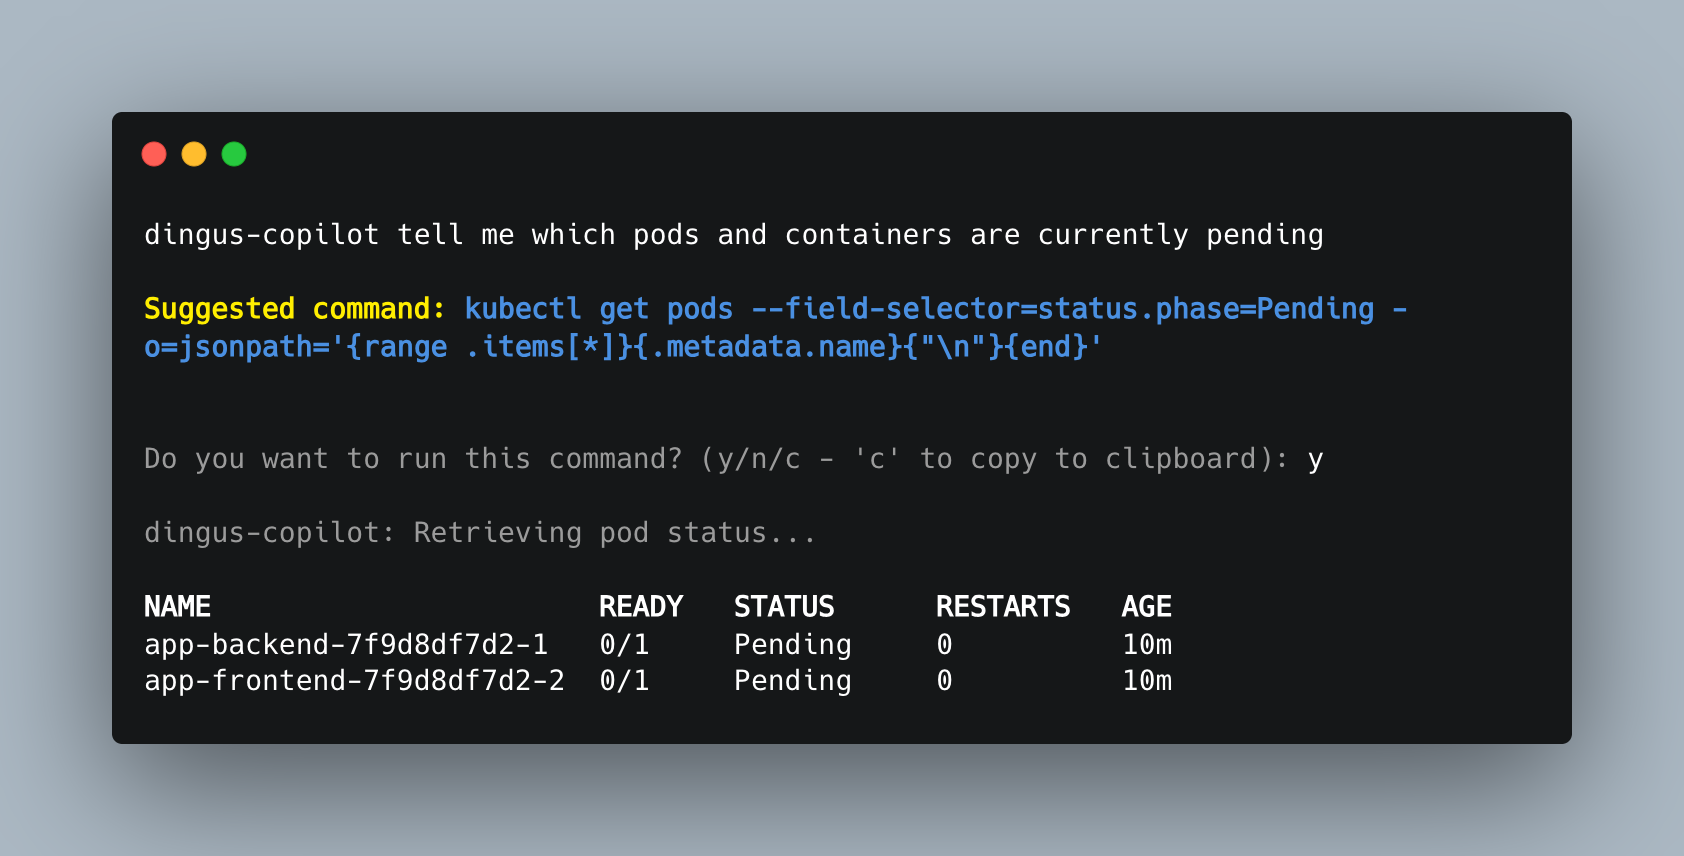 dingus-copilot tell me which pods and containers are currently pending
Suggested command: kubectl get pods --field-selector=status.phase=Pending -
o=jsonpath='{range .items[*]}{.metadata.name}{"\n"}{end}'
Do you want to run this command? (y/n/c - 'c' to copy to clipboard): y
dingus-copilot: Retrieving pod status...
NAME READY STATUS RESTARTS AGE
app-backend-7f9d8df7d2-1 0/1 Pending 0 10m
app-frontend-7f9d8df7d2-2 0/1 Pending 0 10m